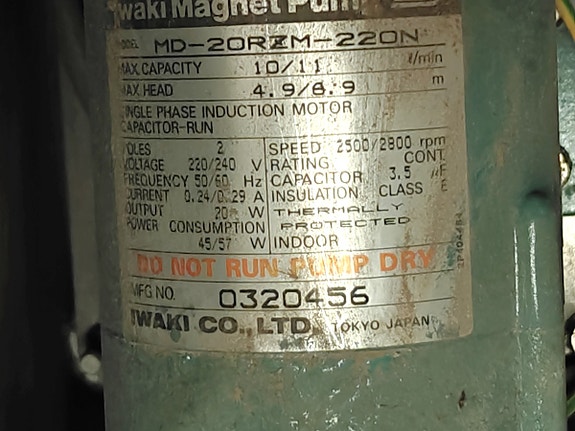 Iwaki Magnet Pump
MODEL MD-20RZM-220N
MAX. CAPACITY 10/11 ℓ/min
MAX. HEAD 4.9/6.9 m
SINGLE PHASE INDUCTION MOTOR
CAPACITOR-RUN
POLES 2 SPEED 2500/2800 rpm
VOLTAGE 220/240 V RATING CONT.
FREQUENCY 50/60 Hz CAPACITOR 3.5 μF
CURRENT 0.24/0.29 A INSULATION CLASS E
OUTPUT 20 W THERMALLY
POWER CONSUMPTION PROTECTED
45/57 W INDOOR
DO NOT RUN PUMP DRY
MFG NO. 0320456
IWAKI CO., LTD. TOKYO JAPAN